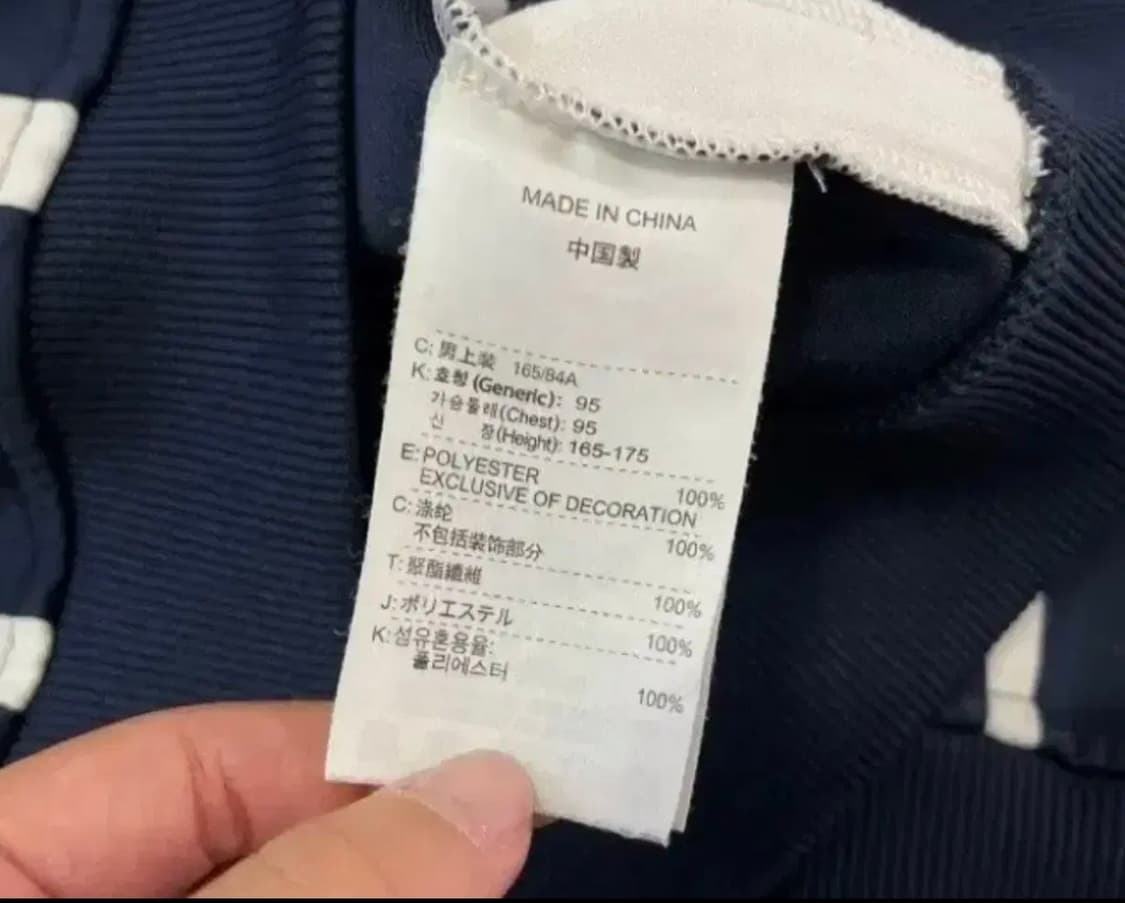 MADE IN CHINA
中国製
C: 男上装 165/84A
K: 호칭 (Generic): 95
가슴둘레(Chest): 95
신 장(Height): 165-175
E: POLYESTER 100%
EXCLUSIVE OF DECORATION
C: 涤纶 100%
不包括装饰部分
T: 聚酯纖維 100%
J: ポリエステル 100%
K: 섬유혼용율:
폴리에스터 100%